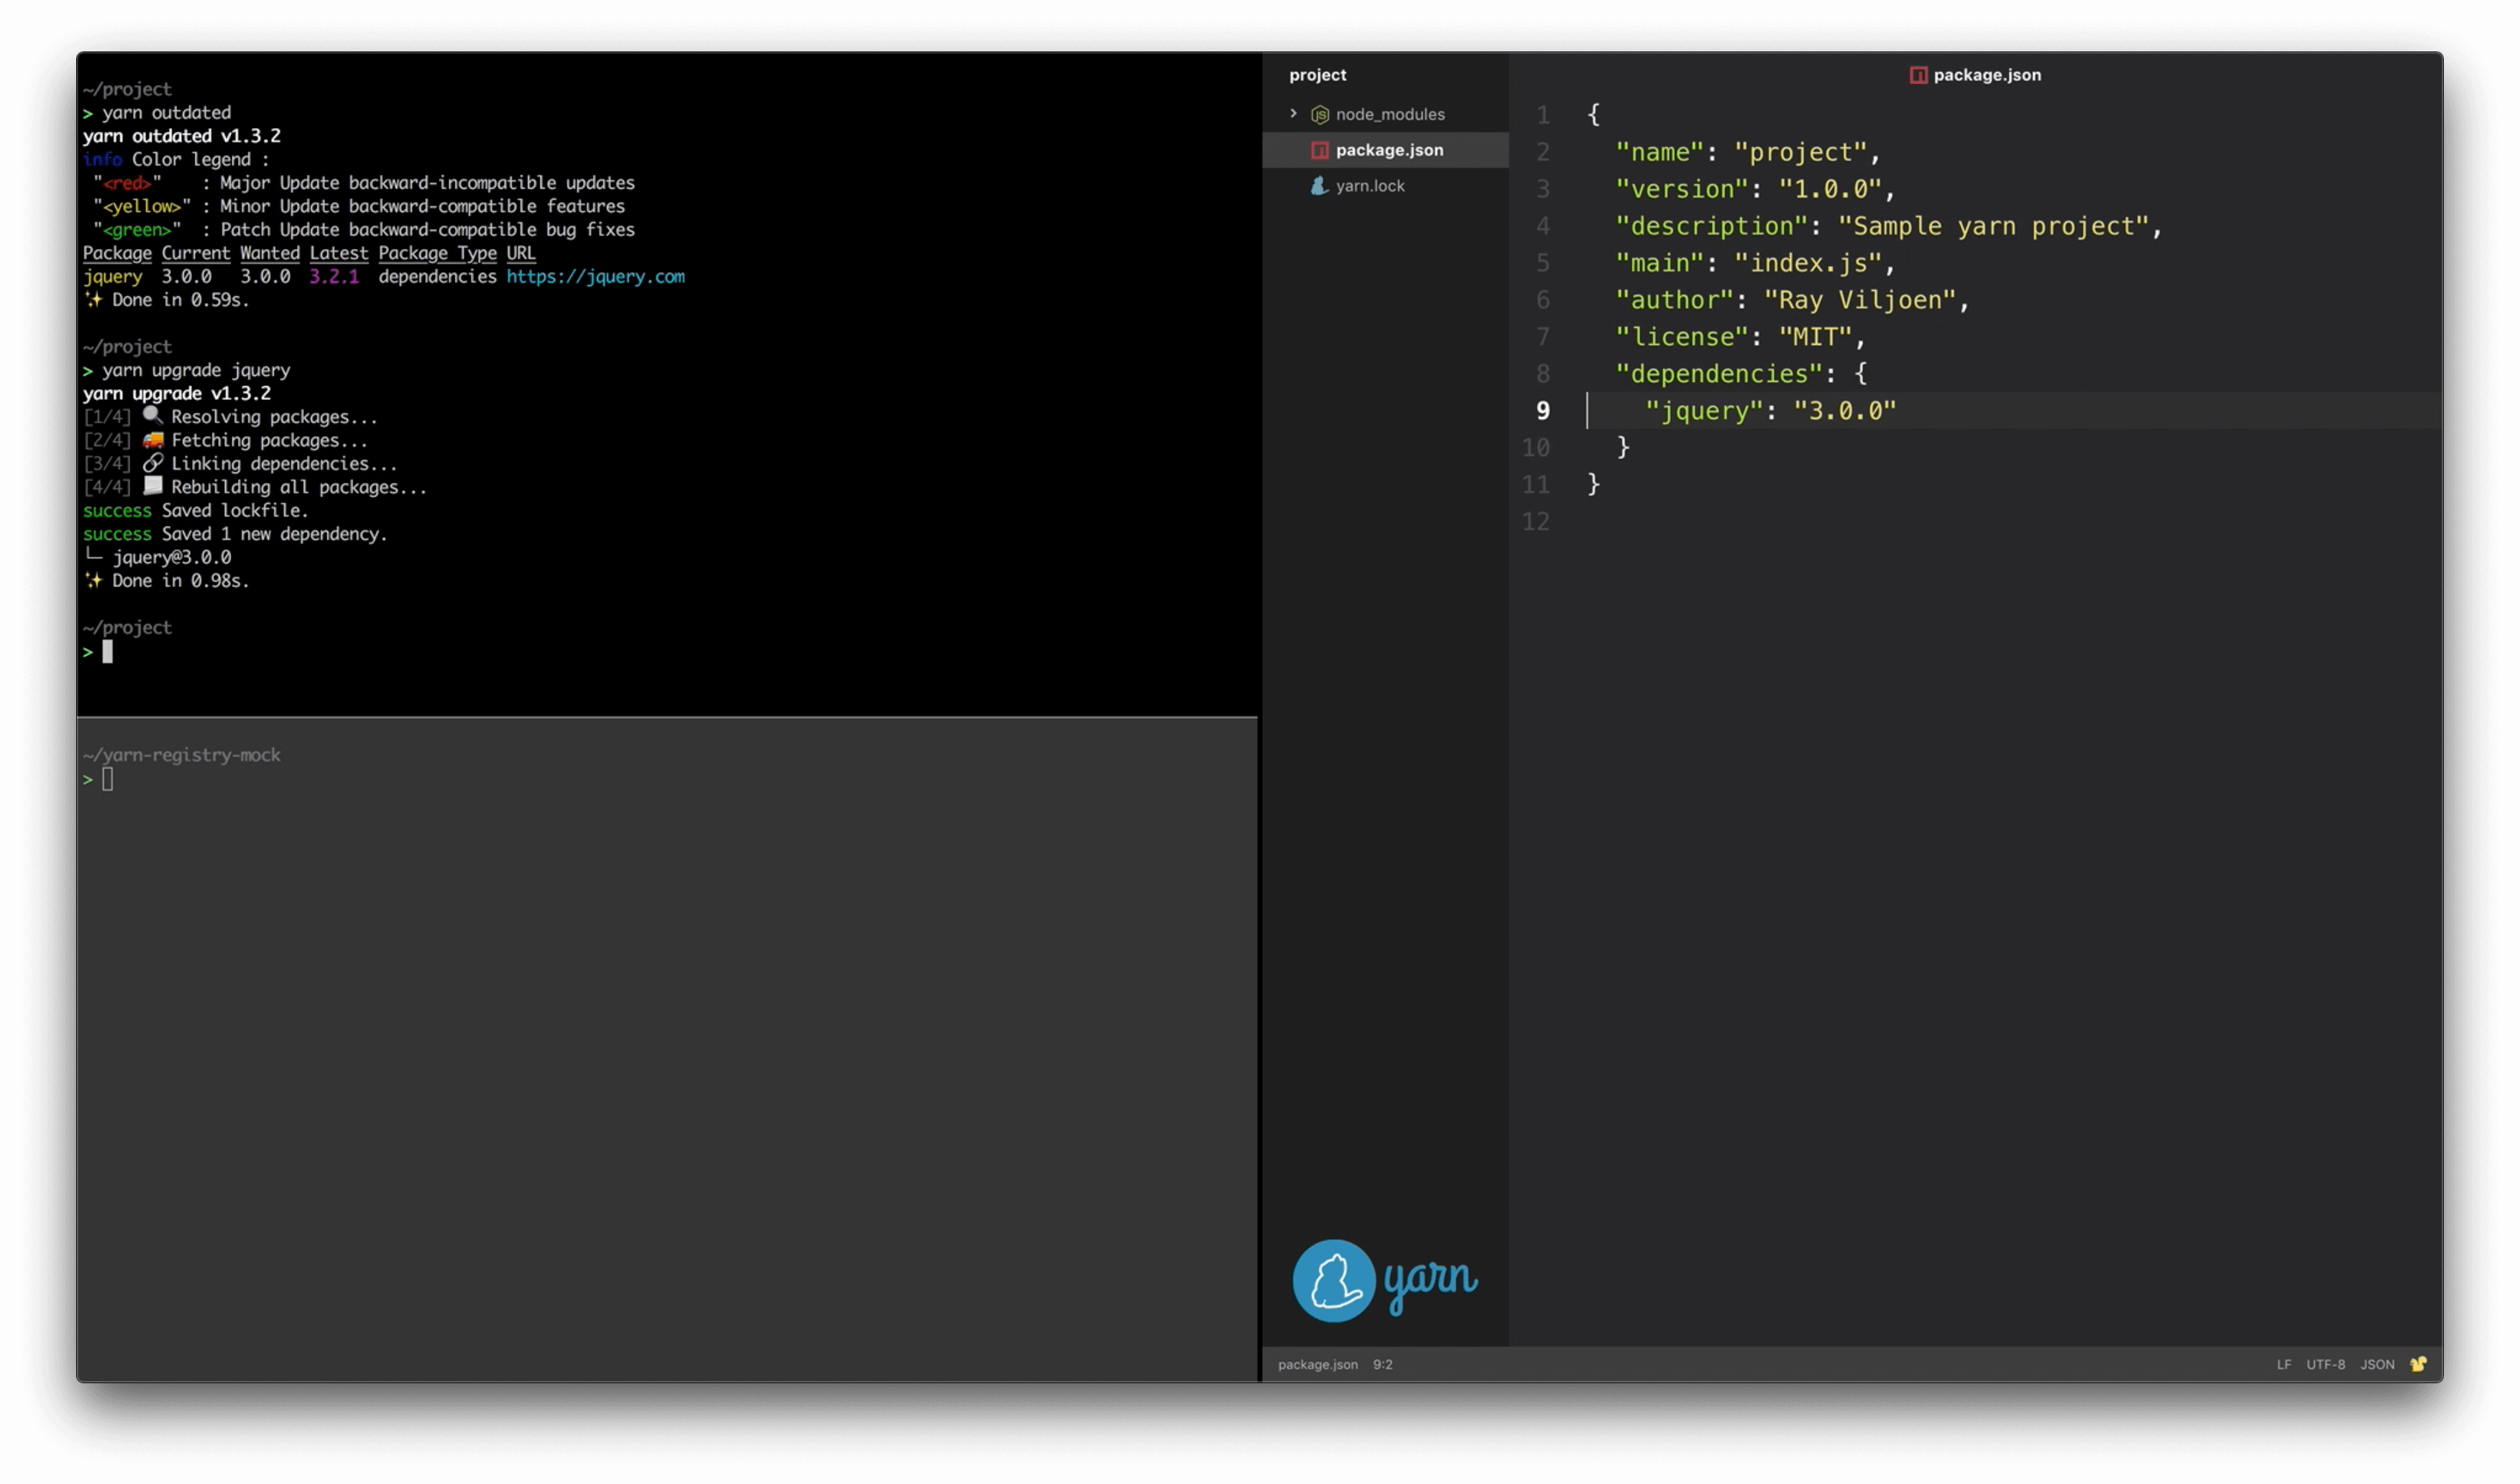 ~/project
> yarn outdated
yarn outdated v1.3.2
info Color legend :
 "<red>"    : Major Update backward-incompatible updates
 "<yellow>" : Minor Update backward-compatible features
 "<green>"  : Patch Update backward-compatible bug fixes
Package Current Wanted Latest Package Type URL
jquery  3.0.0   3.0.0  3.2.1  dependencies https://jquery.com
✨ Done in 0.59s.
~/project
> yarn upgrade jquery
yarn upgrade v1.3.2
[1/4] 🔍 Resolving packages...
[2/4] 🚚 Fetching packages...
[3/4] 🔗 Linking dependencies...
[4/4] 📃 Rebuilding all packages...
success Saved lockfile.
success Saved 1 new dependency.
└─ jquery@3.0.0
✨ Done in 0.98s.
~/project
>
~/yarn-registry-mock
>
project
node_modules
package.json
yarn.lock
yarn
package.json
1 {
2   "name": "project",
3   "version": "1.0.0",
4   "description": "Sample yarn project",
5   "main": "index.js",
6   "author": "Ray Viljoen",
7   "license": "MIT",
8   "dependencies": {
9     "jquery": "3.0.0"
10   }
11 }
12
package.json 9:2 LF UTF-8 JSON